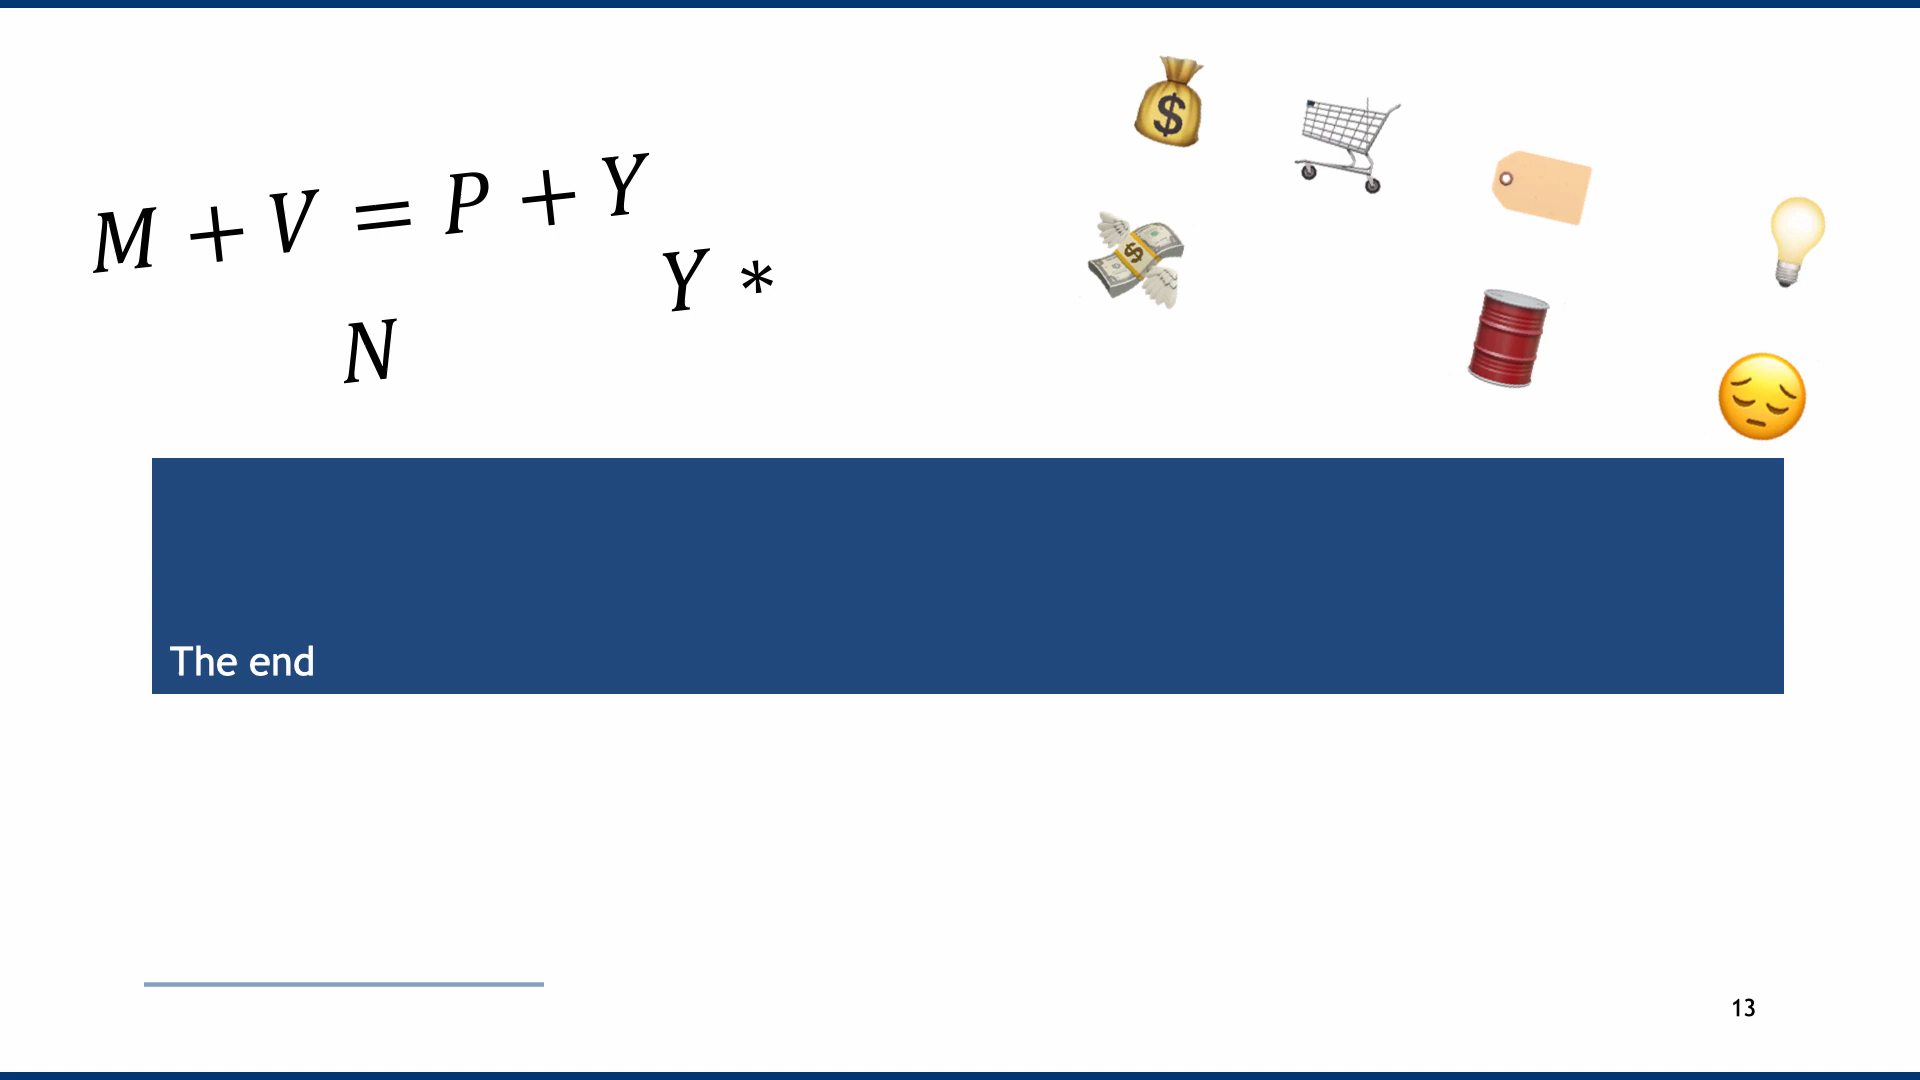 M + V = P + Y
Y *
N
$
$
The end
13